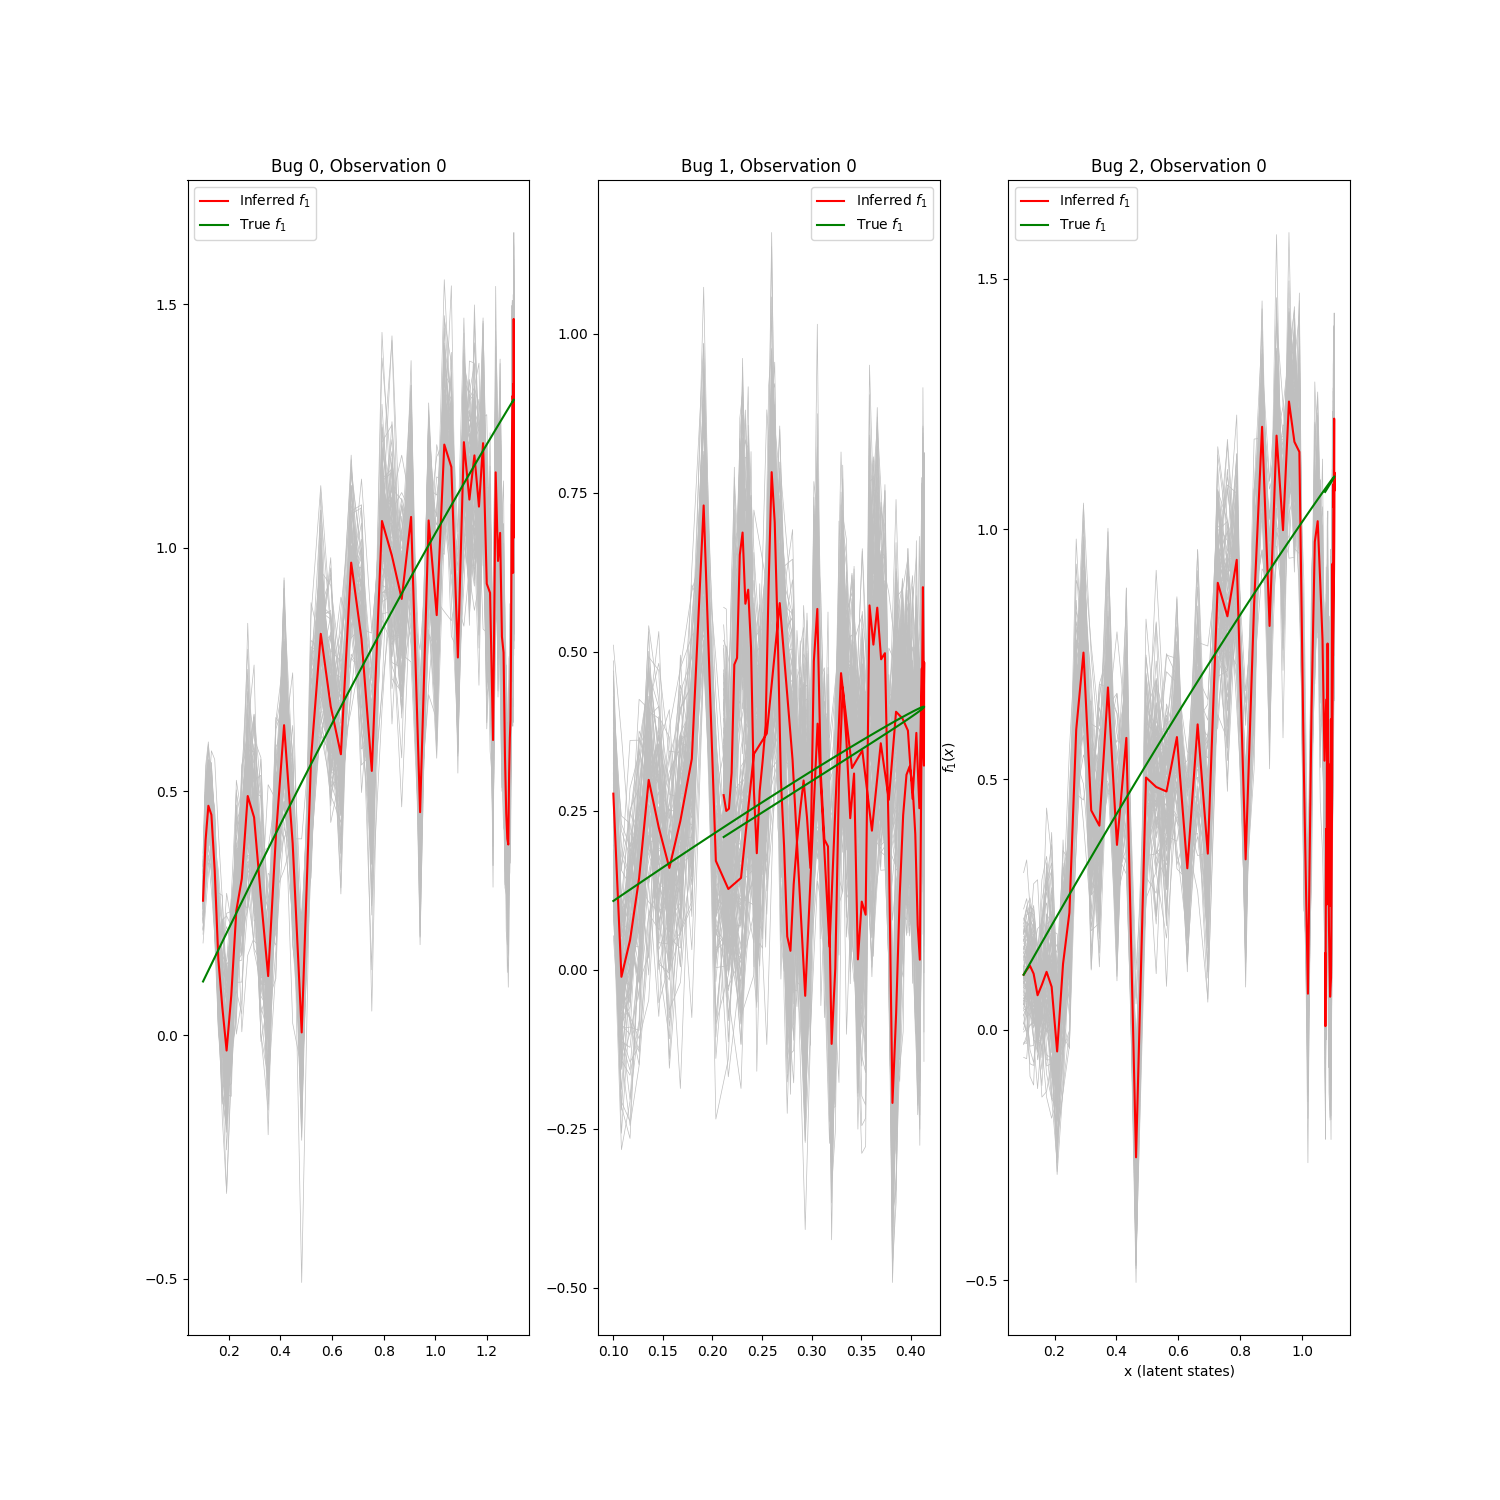 Bug 0, Observation 0
Inferred f₁
True f₁
1.5
1.0
0.5
0.0
−0.5
0.2 0.4 0.6 0.8 1.0 1.2
Bug 1, Observation 0
Inferred f₁
True f₁
1.00
0.75
0.50
0.25
0.00
−0.25
−0.50
0.10 0.15 0.20 0.25 0.30 0.35 0.40
Bug 2, Observation 0
Inferred f₁
True f₁
f₁(x)
1.5
1.0
0.5
0.0
−0.5
0.2 0.4 0.6 0.8 1.0
x (latent states)